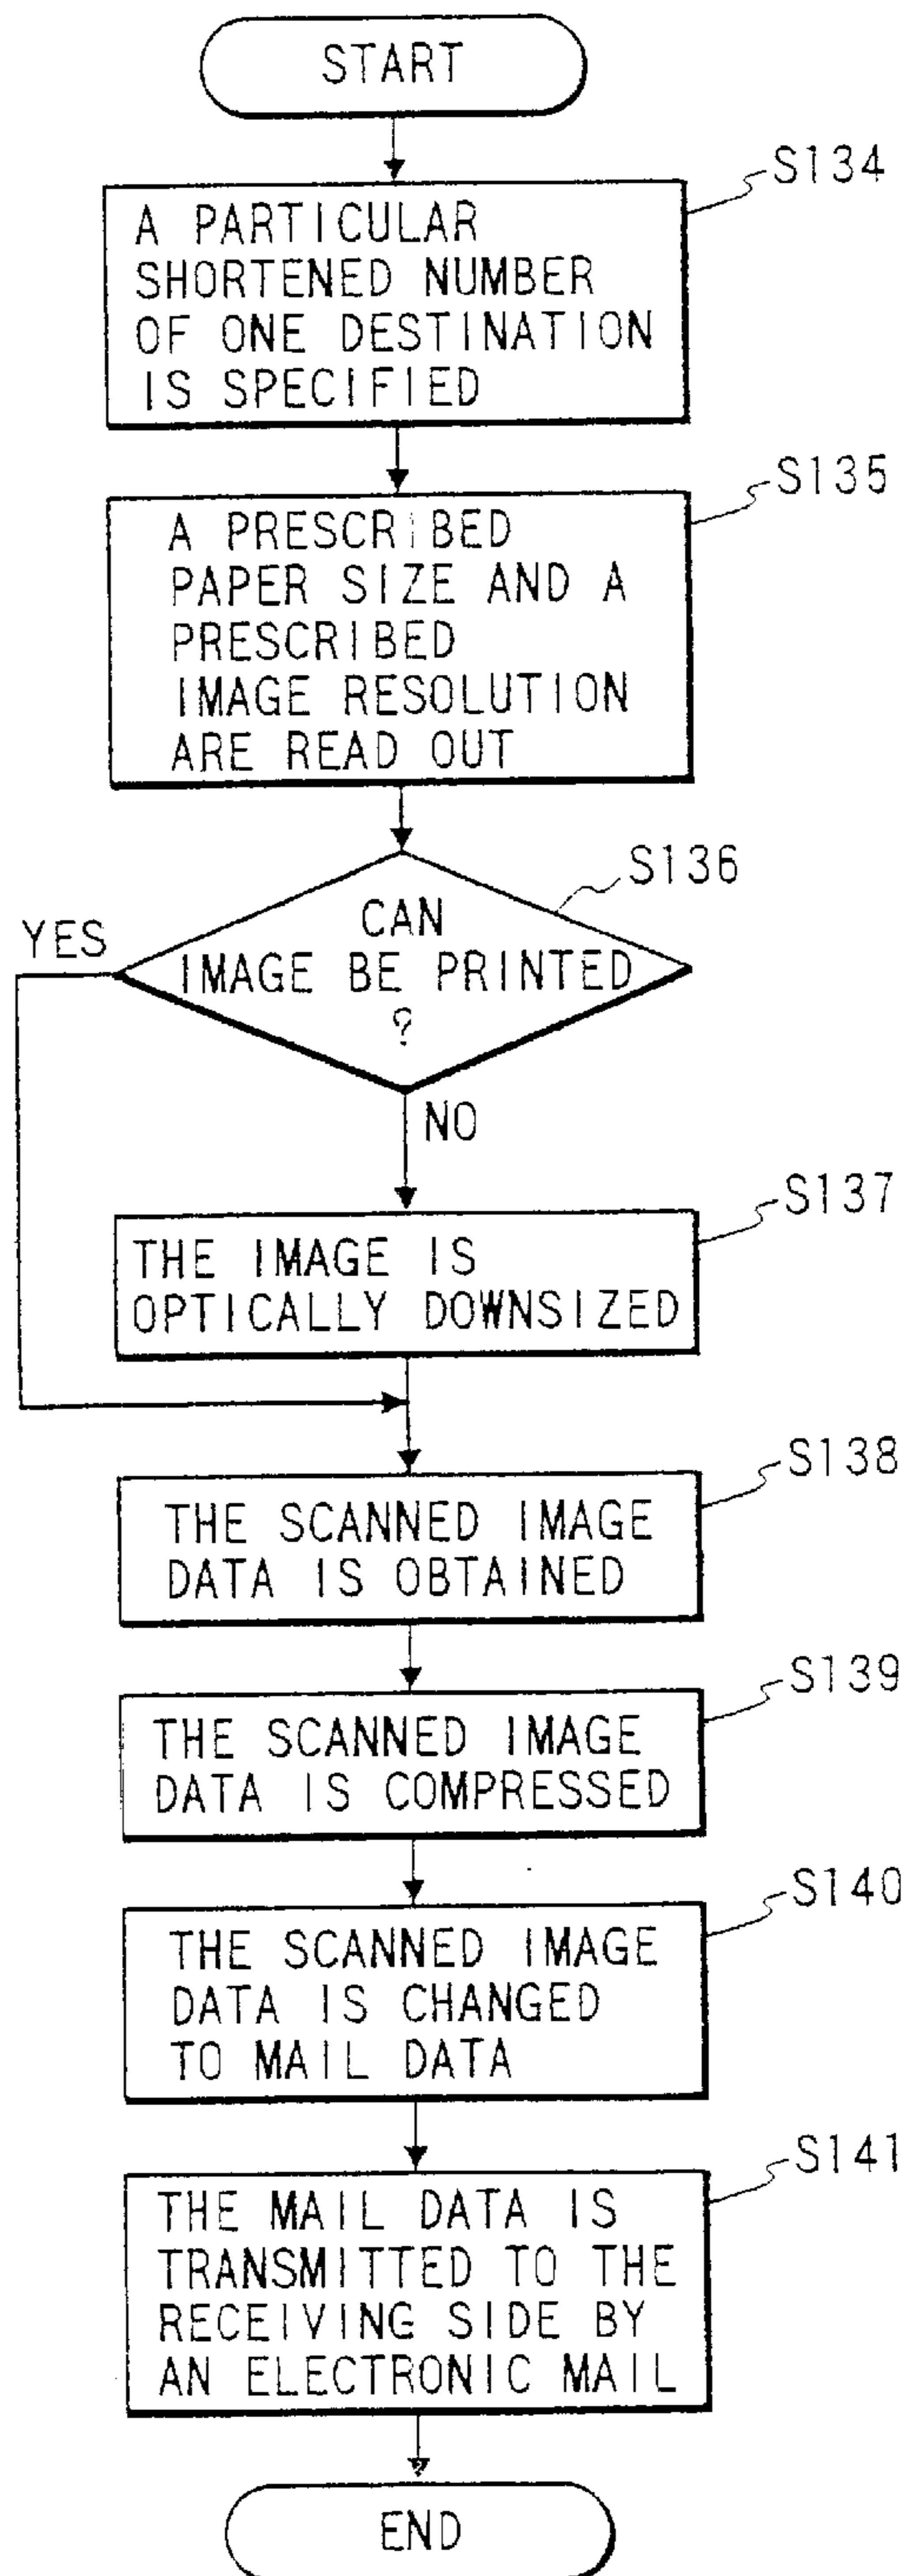 START
S134
A PARTICULAR
SHORTENED NUMBER
OF ONE DESTINATION
IS SPECIFIED
S135
A PRESCRIBED
PAPER SIZE AND A
PRESCRIBED
IMAGE RESOLUTION
ARE READ OUT
S136
CAN
IMAGE BE PRINTED
?
YES
NO
S137
THE IMAGE IS
OPTICALLY DOWNSIZED
S138
THE SCANNED IMAGE
DATA IS OBTAINED
S139
THE SCANNED IMAGE
DATA IS COMPRESSED
S140
THE SCANNED IMAGE
DATA IS CHANGED
TO MAIL DATA
S141
THE MAIL DATA IS
TRANSMITTED TO THE
RECEIVING SIDE BY
AN ELECTRONIC MAIL
END